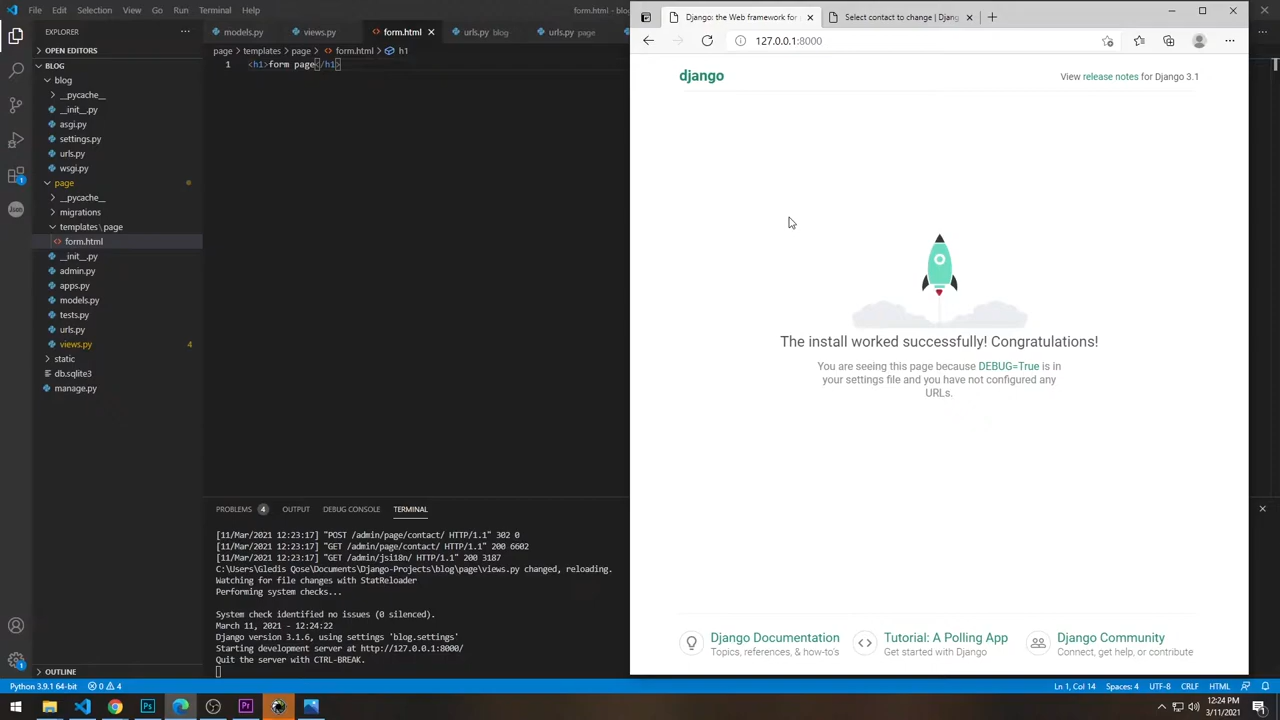 File Edit Selection View Go Run Terminal Help
form.html - blog
EXPLORER
OPEN EDITORS
BLOG
blog
__pycache__
__init__.py
asgi.py
settings.py
urls.py
wsgi.py
page
__pycache__
migrations
templates\page
form.html
__init__.py
admin.py
apps.py
models.py
tests.py
urls.py
views.py 4
static
db.sqlite3
manage.py
OUTLINE
models.py views.py form.html urls.py blog urls.py page
page > templates > page > form.html > h1
1 <h1>form page</h1>
PROBLEMS 4 OUTPUT DEBUG CONSOLE TERMINAL
[11/Mar/2021 12:23:17] "POST /admin/page/contact/ HTTP/1.1" 302 0
[11/Mar/2021 12:23:17] "GET /admin/page/contact/ HTTP/1.1" 200 6602
[11/Mar/2021 12:23:17] "GET /admin/jsi18n/ HTTP/1.1" 200 3187
C:\Users\Gledis Qose\Documents\Django-Projects\blog\page\views.py changed, reloading.
Watching for file changes with StatReloader
Performing system checks...
System check identified no issues (0 silenced).
March 11, 2021 - 12:24:22
Django version 3.1.6, using settings 'blog.settings'
Starting development server at http://127.0.0.1:8000/
Quit the server with CTRL-BREAK.
Django: the Web framework for
Select contact to change | Djang
127.0.0.1:8000
django
View release notes for Django 3.1
The install worked successfully! Congratulations!
You are seeing this page because DEBUG=True is in
your settings file and you have not configured any
URLs.
Django Documentation
Topics, references, & how-to's
Tutorial: A Polling App
Get started with Django
Django Community
Connect, get help, or contribute
Python 3.9.1 64-bit 0 4
Ln 1, Col 14 Spaces: 4 UTF-8 CRLF HTML
12:24 PM
3/11/2021